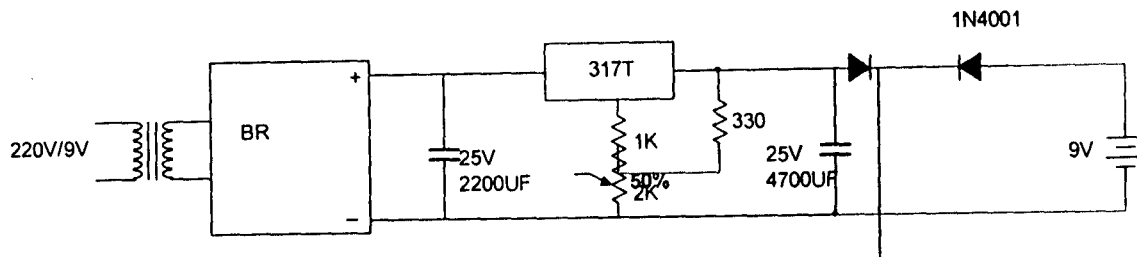 1N4001
317T
+
BR
220V/9V
25V
2200UF
1K
50%
2K
330
25V
4700UF
9V
−